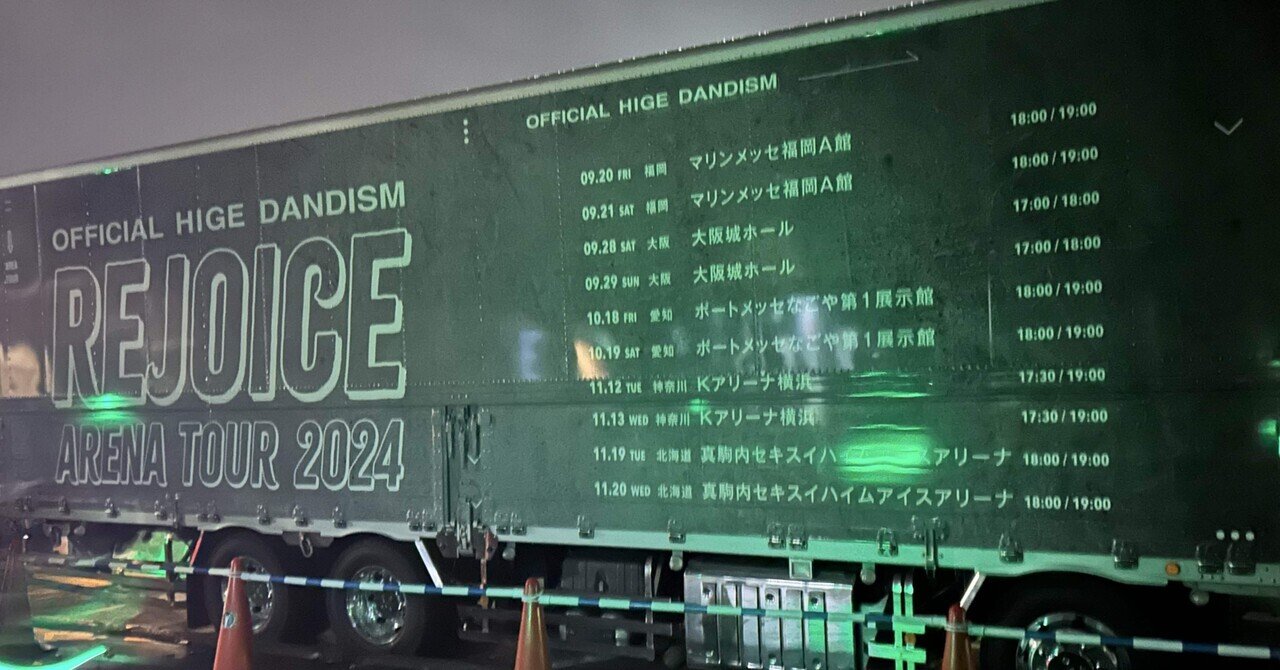 OFFICIAL HIGE DANDISM
REJOICE
ARENA TOUR 2024
OFFICIAL HIGE DANDISM
09.20 FRI 福岡 マリンメッセ福岡A館 18:00 / 19:00
09.21 SAT 福岡 マリンメッセ福岡A館 18:00 / 19:00
09.28 SAT 大阪 大阪城ホール 17:00 / 18:00
09.29 SUN 大阪 大阪城ホール 17:00 / 18:00
10.18 FRI 愛知 ポートメッセなごや第1展示館 18:00 / 19:00
10.19 SAT 愛知 ポートメッセなごや第1展示館 18:00 / 19:00
11.12 TUE 神奈川 Kアリーナ横浜 17:30 / 19:00
11.13 WED 神奈川 Kアリーナ横浜 17:30 / 19:00
11.19 TUE 北海道 真駒内セキスイハイムアイスアリーナ 18:00 / 19:00
11.20 WED 北海道 真駒内セキスイハイムアイスアリーナ 18:00 / 19:00